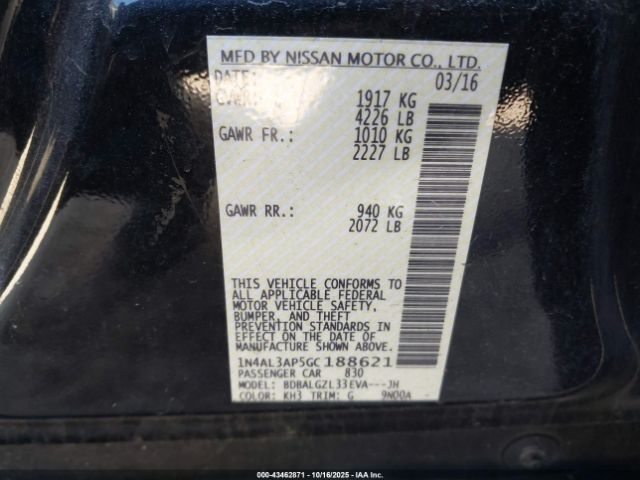 MFD BY NISSAN MOTOR CO., LTD.
DATE: 03/16
GVWR: 1917 KG
4226 LB
GAWR FR.: 1010 KG
2227 LB
GAWR RR.: 940 KG
2072 LB
THIS VEHICLE CONFORMS TO
ALL APPLICABLE FEDERAL
MOTOR VEHICLE SAFETY,
BUMPER, AND THEFT
PREVENTION STANDARDS IN
EFFECT ON THE DATE OF
MANUFACTURE SHOWN ABOVE.
1N4AL3AP5GC188621
PASSENGER CAR 830
MODEL: BDBALGZL33EVA---JH
COLOR: KH3 TRIM: G 9N00A
000-43462871 - 10/16/2025 - IAAI.COM